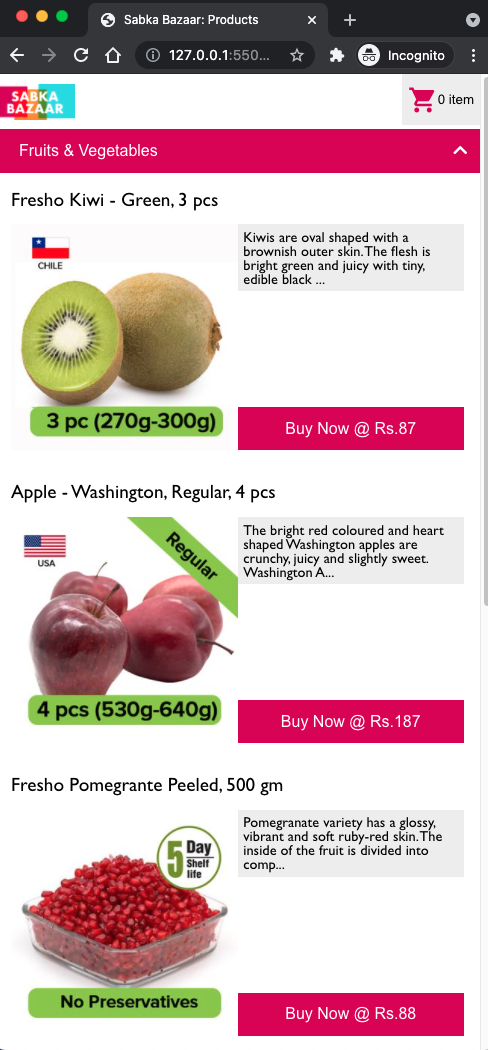 Sabka Bazaar: Products
127.0.0.1:550...
Incognito
SABKA
BAZAAR
0 item
Fruits & Vegetables
Fresho Kiwi - Green, 3 pcs
CHILE
3 pc (270g-300g)
Kiwis are oval shaped with a
brownish outer skin. The flesh is
bright green and juicy with tiny,
edible black ...
Buy Now @ Rs.87
Apple - Washington, Regular, 4 pcs
USA
Regular
4 pcs (530g-640g)
The bright red coloured and heart
shaped Washington apples are
crunchy, juicy and slightly sweet.
Washington A...
Buy Now @ Rs.187
Fresho Pomegrante Peeled, 500 gm
5 Day
Shelf
life
No Preservatives
Pomegranate variety has a glossy,
vibrant and soft ruby-red skin. The
inside of the fruit is divided into
comp...
Buy Now @ Rs.88